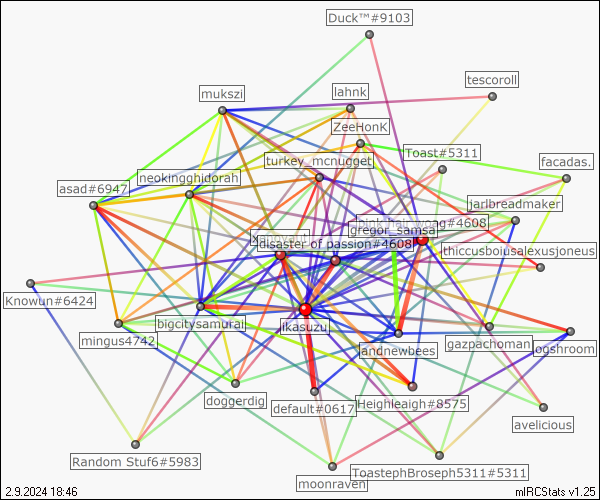 Duck™#9103
tescoroll
mukszi
lahnk
ZeeHonK
turkey_mcnugget
Toast#5311
facadas.
asad#6947
neokingghidorah
jarlbreadmaker
gregor_samsa
disaster of passion#4608
thiccusboiusalexusjoneus
Knowun#6424
mingus4742
bigcitysamurai
ikasuzu
andnewbees
gazpachoman
ogshroom
doggerdig
default#0617
Heighleaigh#8575
avelicious
Random Stuf6#5983
moonraven
ToastephBroseph5311#5311
2.9.2024 18:46
mIRCStats v1.25